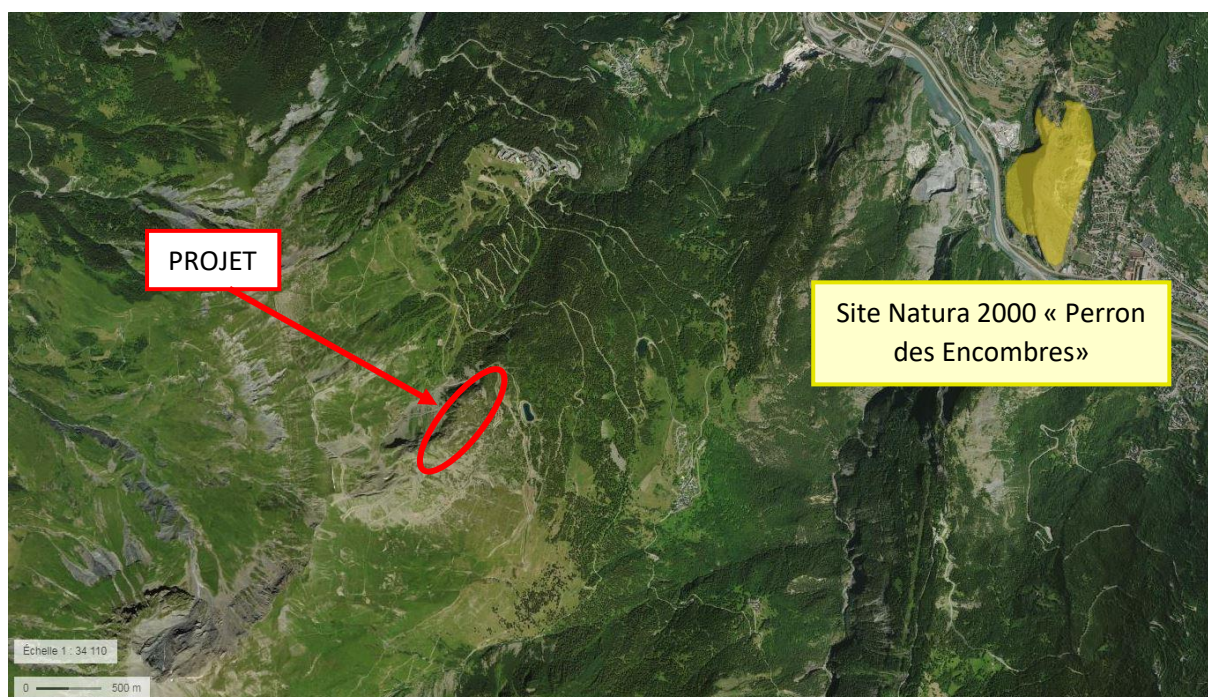 PROJET
Site Natura 2000 « Perron
des Encombres»
Échelle 1 : 34 110
0 500 m